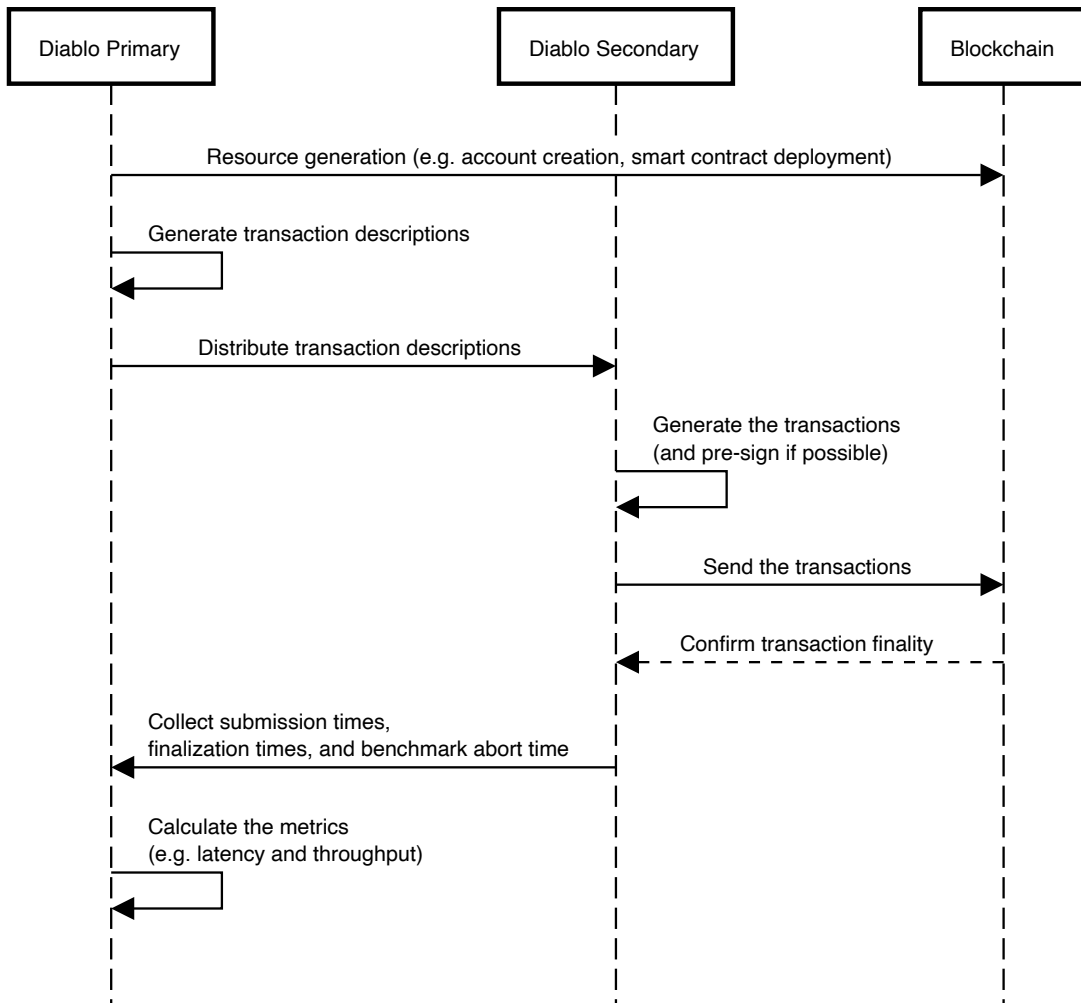 Diablo Primary
Diablo Secondary
Blockchain
Resource generation (e.g. account creation, smart contract deployment)
Generate transaction descriptions
Distribute transaction descriptions
Generate the transactions
(and pre-sign if possible)
Send the transactions
Confirm transaction finality
Collect submission times,
finalization times, and benchmark abort time
Calculate the metrics
(e.g. latency and throughput)